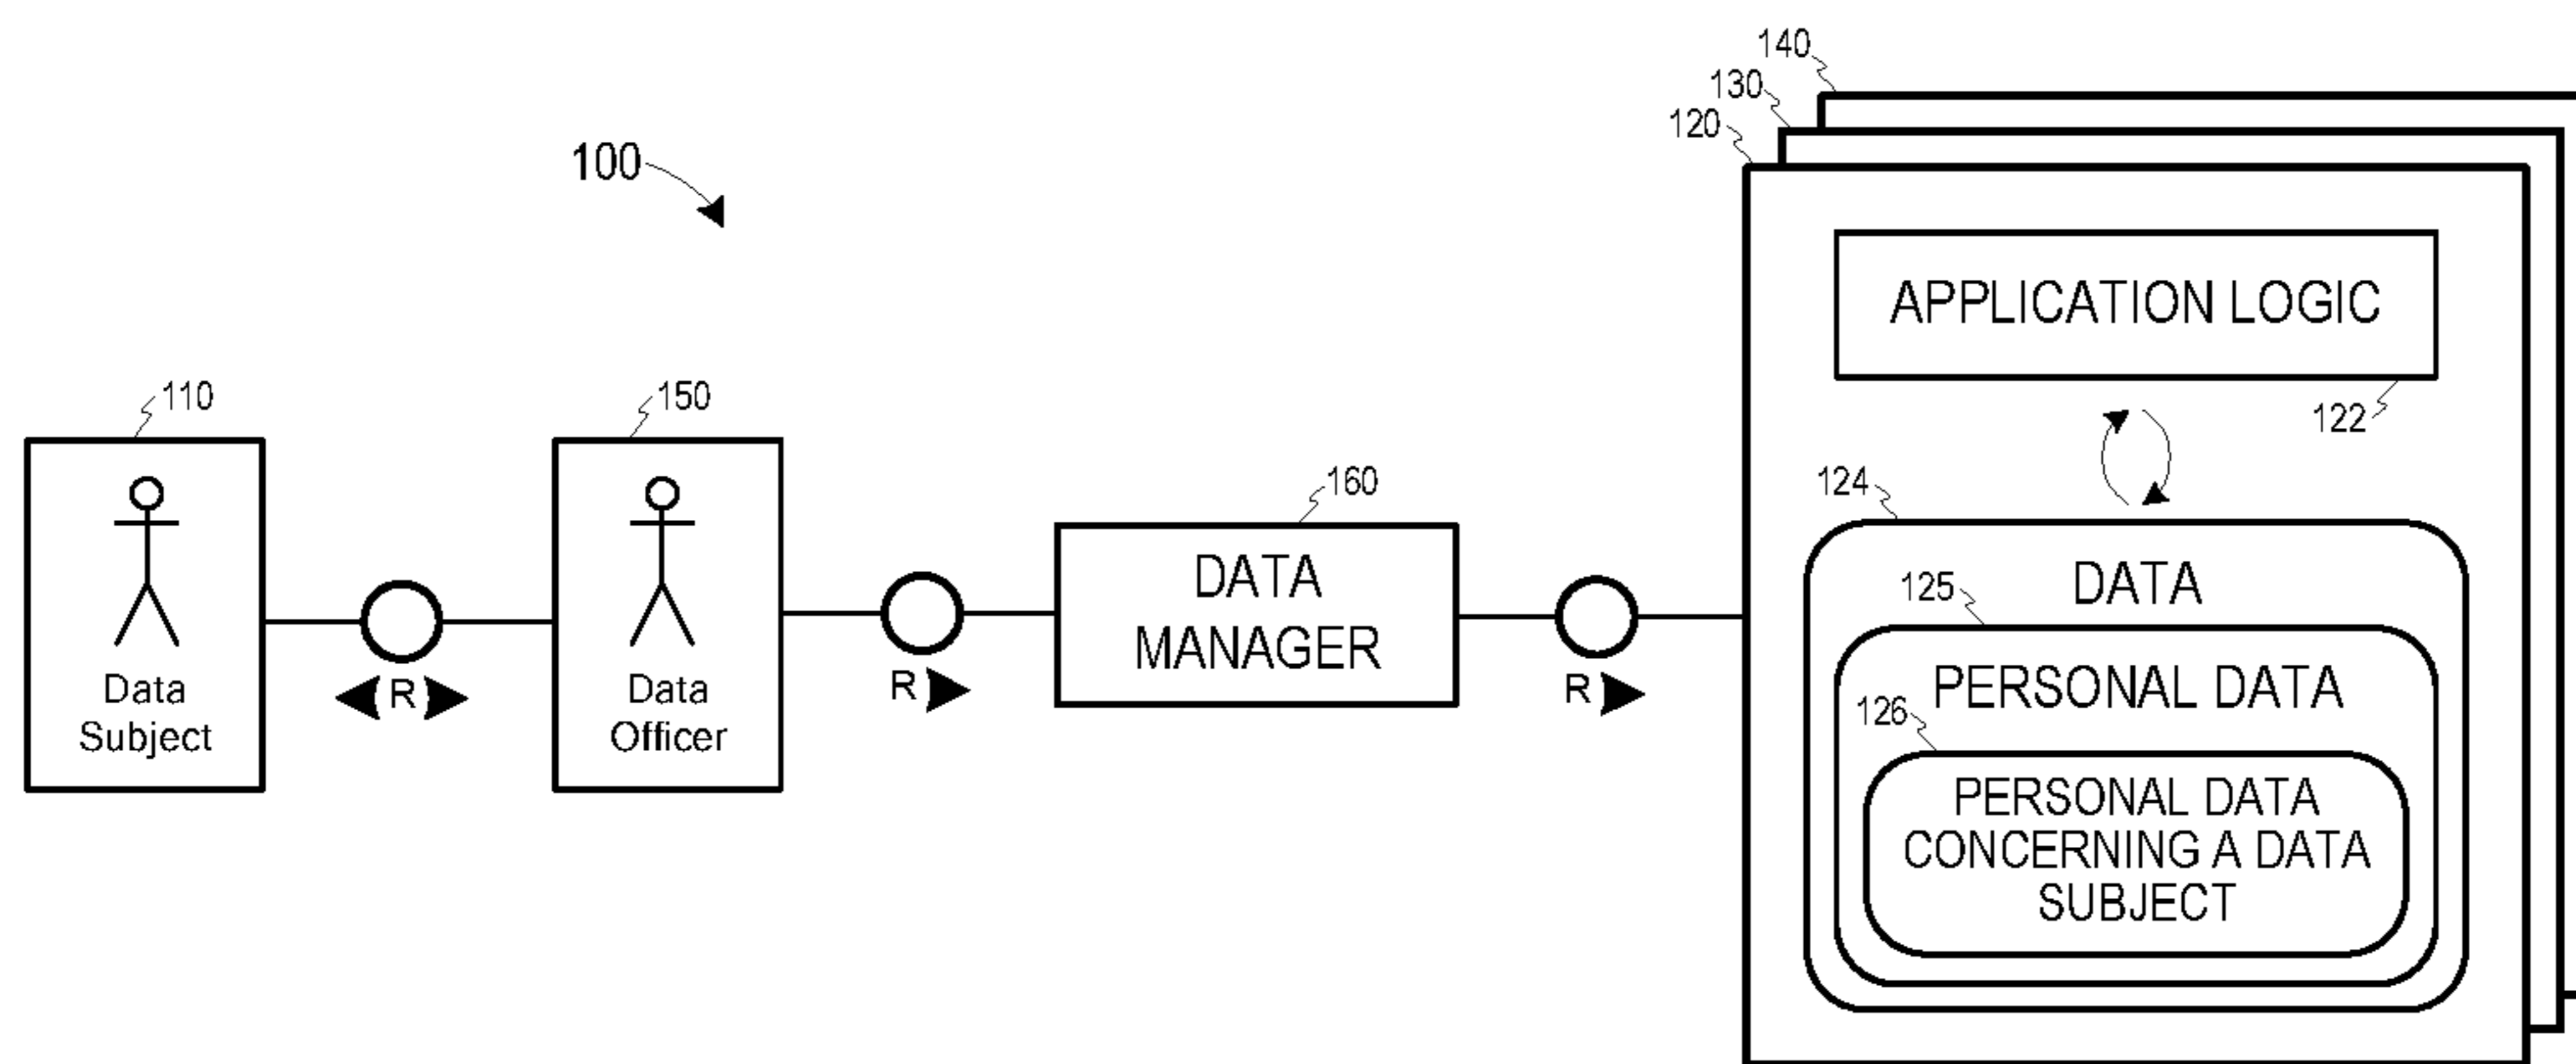 140
130
120
100
APPLICATION LOGIC
122
110
150
160
124
DATA
125
PERSONAL DATA
126
PERSONAL DATA
CONCERNING A DATA
SUBJECT
DATA
MANAGER
Data
Subject
R
Data
Officer
R
R